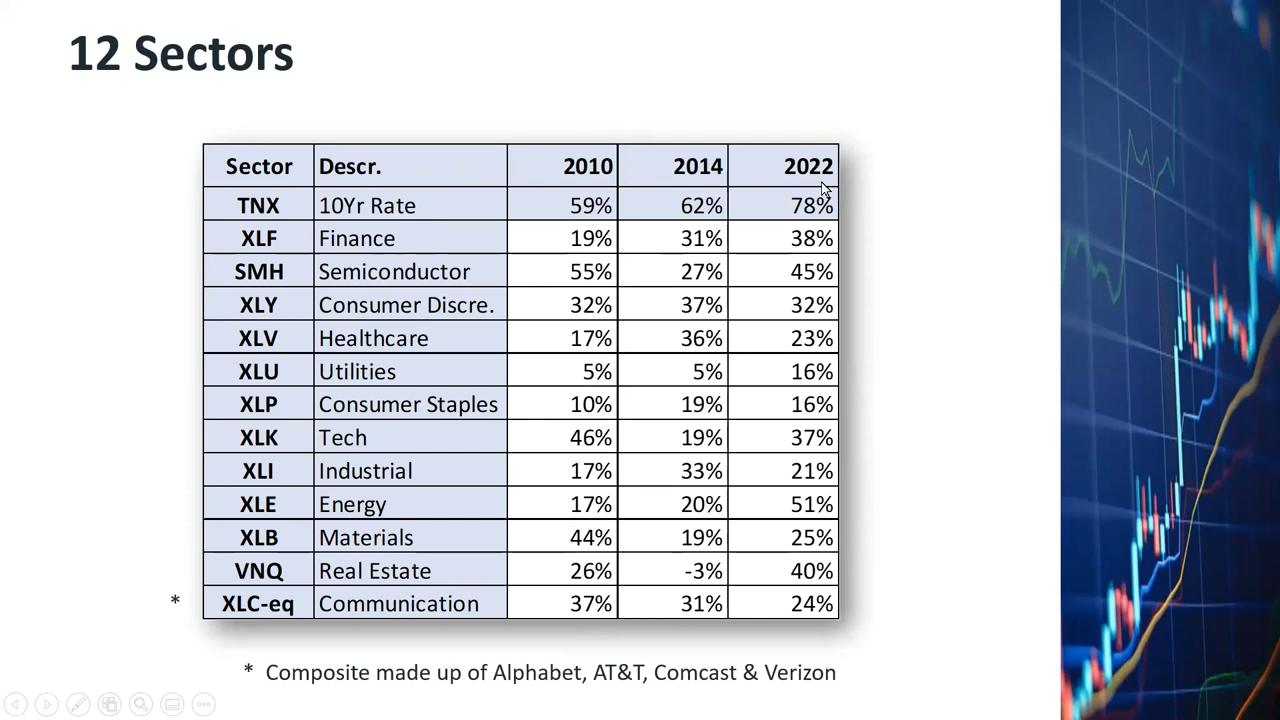 12 Sectors
Sector Descr. 2010 2014 2022
TNX 10Yr Rate 59% 62% 78%
XLF Finance 19% 31% 38%
SMH Semiconductor 55% 27% 45%
XLY Consumer Discre. 32% 37% 32%
XLV Healthcare 17% 36% 23%
XLU Utilities 5% 5% 16%
XLP Consumer Staples 10% 19% 16%
XLK Tech 46% 19% 37%
XLI Industrial 17% 33% 21%
XLE Energy 17% 20% 51%
XLB Materials 44% 19% 25%
VNQ Real Estate 26% -3% 40%
* XLC-eq Communication 37% 31% 24%
* Composite made up of Alphabet, AT&T, Comcast & Verizon